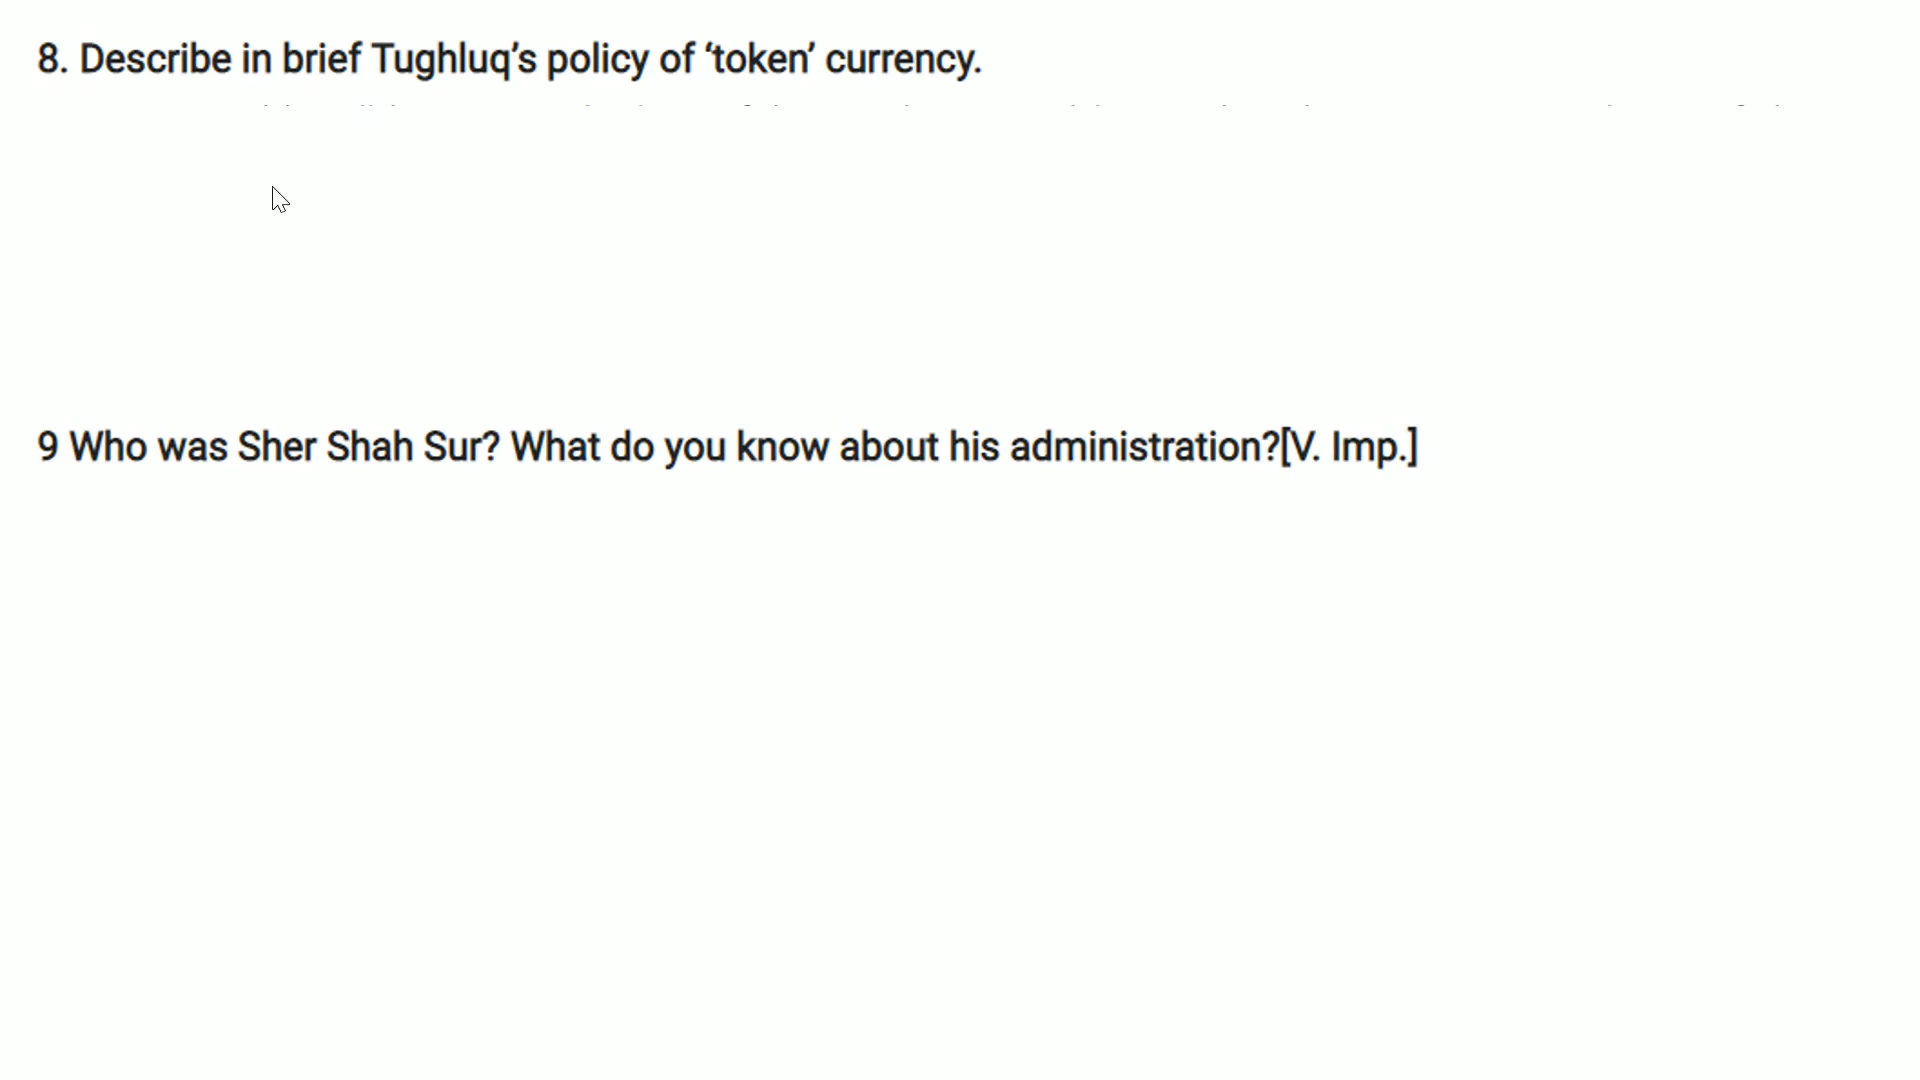 8. Describe in brief Tughluq’s policy of ‘token’ currency.
9 Who was Sher Shah Sur? What do you know about his administration?[V. Imp.]